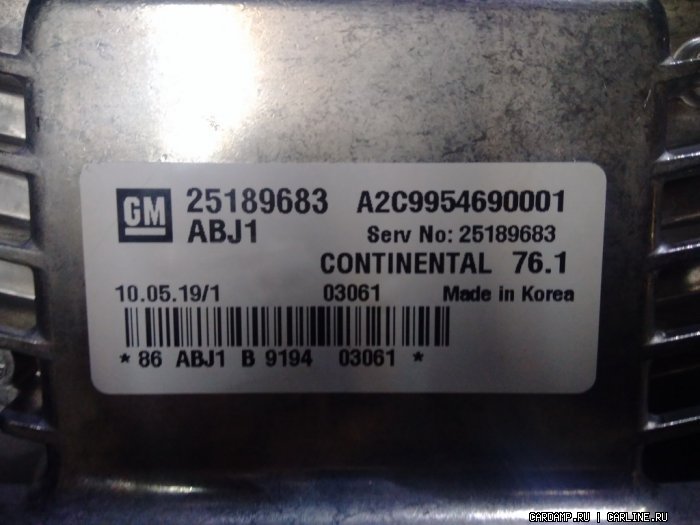 GM 25189683 A2C9954690001
ABJ1 Serv No: 25189683
CONTINENTAL 76.1
10.05.19/1 03061 Made in Korea
* 86 ABJ1 B 9194 03061 *
CARDAMP.RU | CARLINE.RU